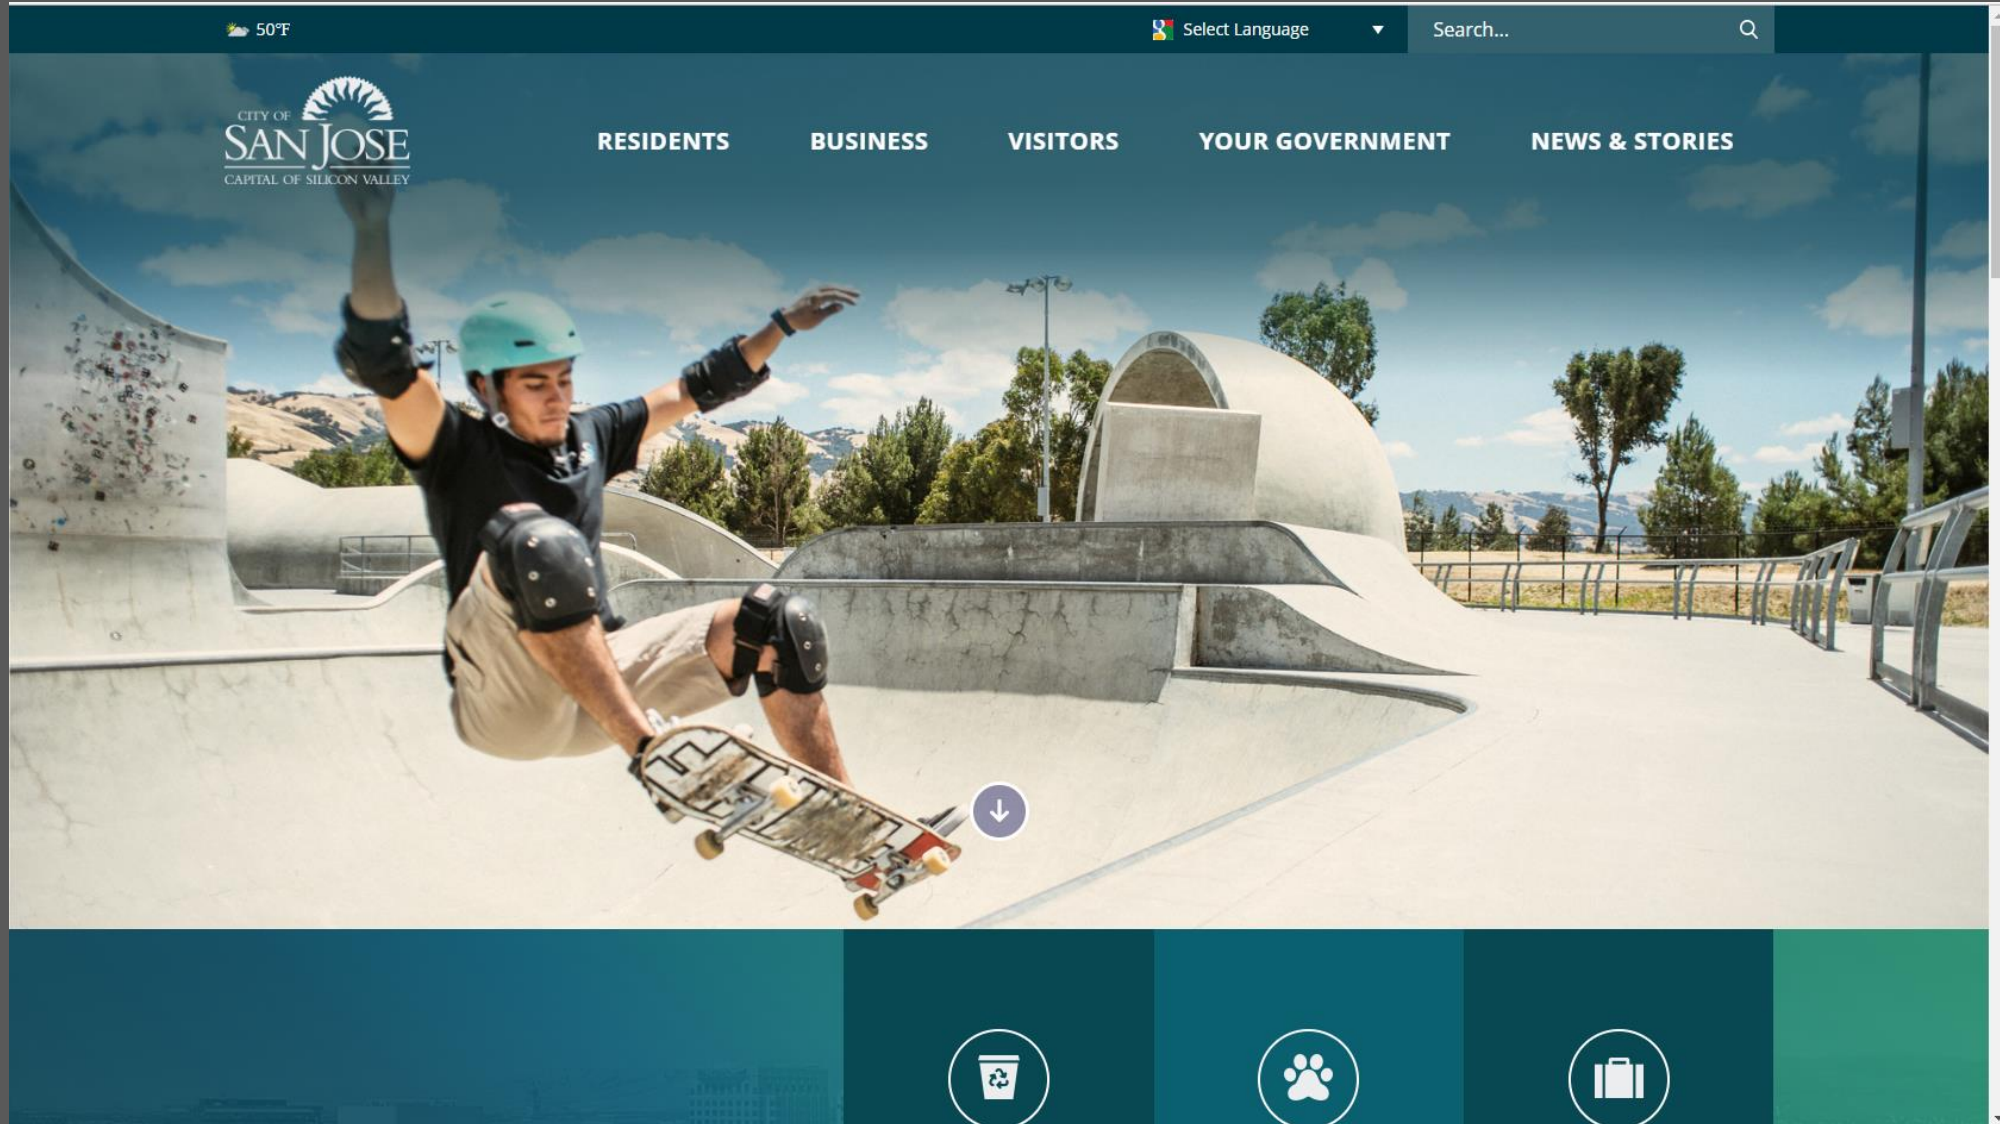 50°F
Select Language
Search...
CITY OF
SAN JOSE
CAPITAL OF SILICON VALLEY
RESIDENTS
BUSINESS
VISITORS
YOUR GOVERNMENT
NEWS & STORIES